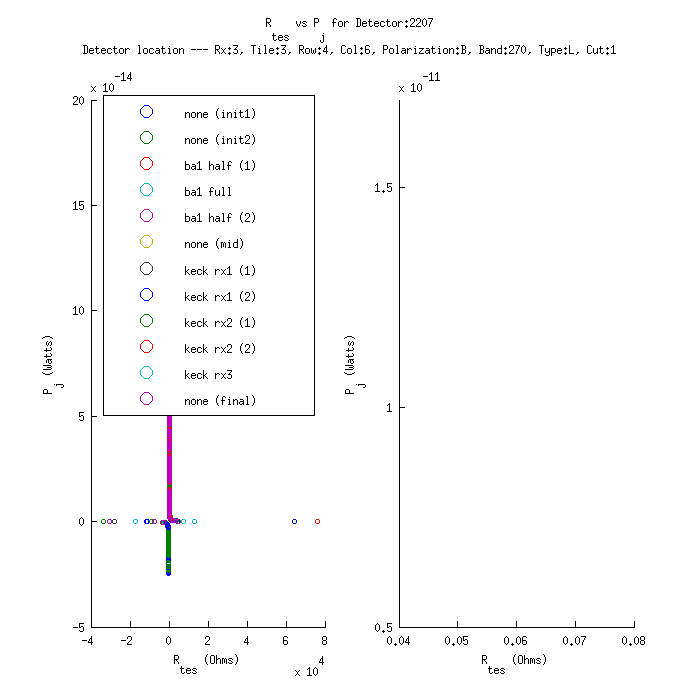 R tes vs P j for Detector:2207
Detector location --- Rx:3, Tile:3, Row:4, Col:6, Polarization:B, Band:270, Type:L, Cut:1
x 10 -14
20
15
10
5
0
-5
-4 -2 0 2 4 6 8
x 10 4
R tes (Ohms)
P j (Watts)
none (init1)
none (init2)
ba1 half (1)
ba1 full
ba1 half (2)
none (mid)
keck rx1 (1)
keck rx1 (2)
keck rx2 (1)
keck rx2 (2)
keck rx3
none (final)
x 10 -11
1.5
1
0.5
0.04 0.05 0.06 0.07 0.08
R tes (Ohms)
P j (Watts)